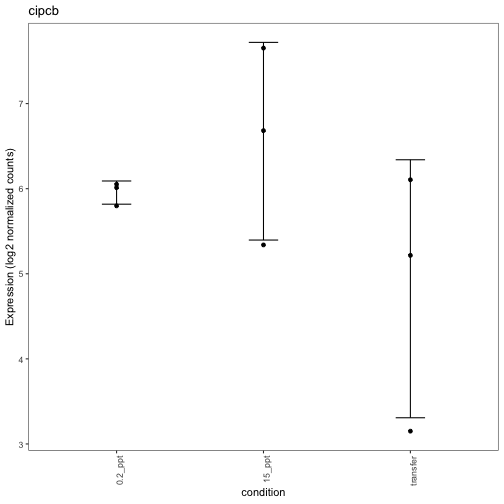 cipcb
Expression (log2 normalized counts)
7
6
5
4
3
0.2_ppt
15_ppt
transfer
condition